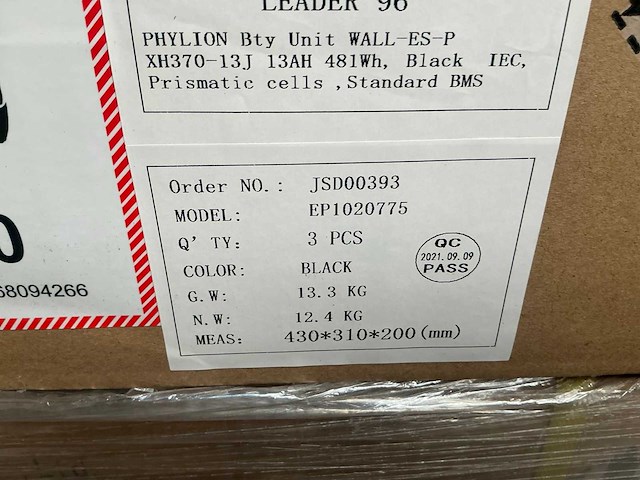 LEADER 96
PHYLION Bty Unit WALL-ES-P
XH370-13J 13AH 481Wh, Black IEC,
Prismatic cells ,Standard BMS
Order NO.: JSD00393
MODEL: EP1020775
Q' TY: 3 PCS
COLOR: BLACK
G.W: 13.3 KG
N.W: 12.4 KG
MEAS: 430*310*200(mm)
QC
2021.09.09
PASS
68094266